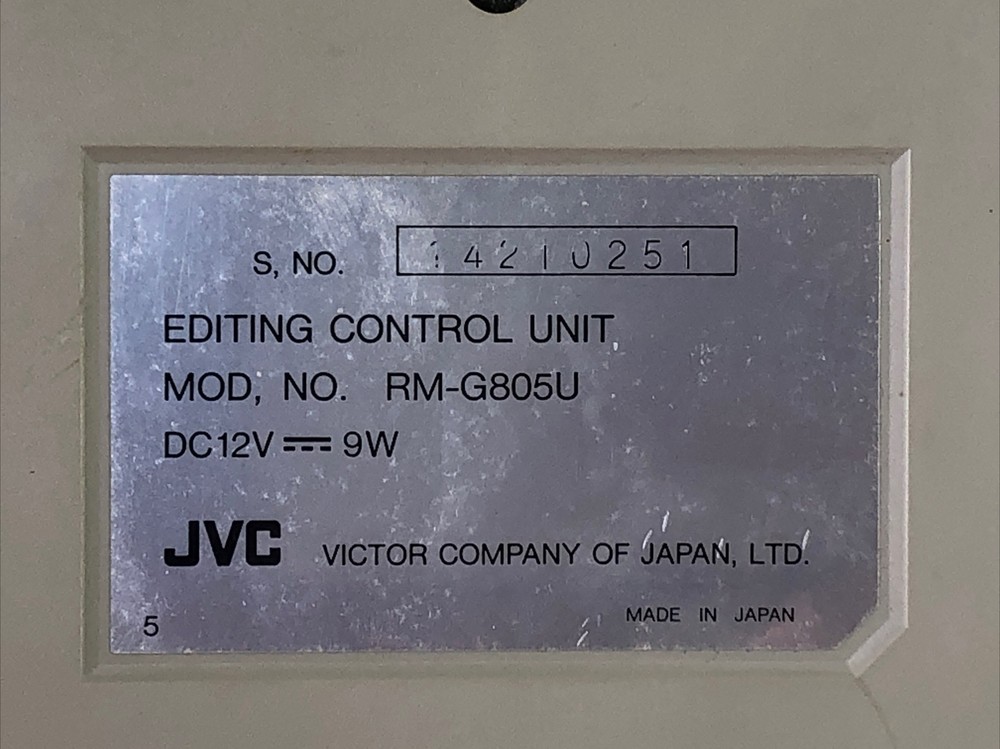 S, NO. 14210251
EDITING CONTROL UNIT
MOD, NO. RM-G805U
DC12V ⎓ 9W
JVC VICTOR COMPANY OF JAPAN, LTD.
MADE IN JAPAN
5